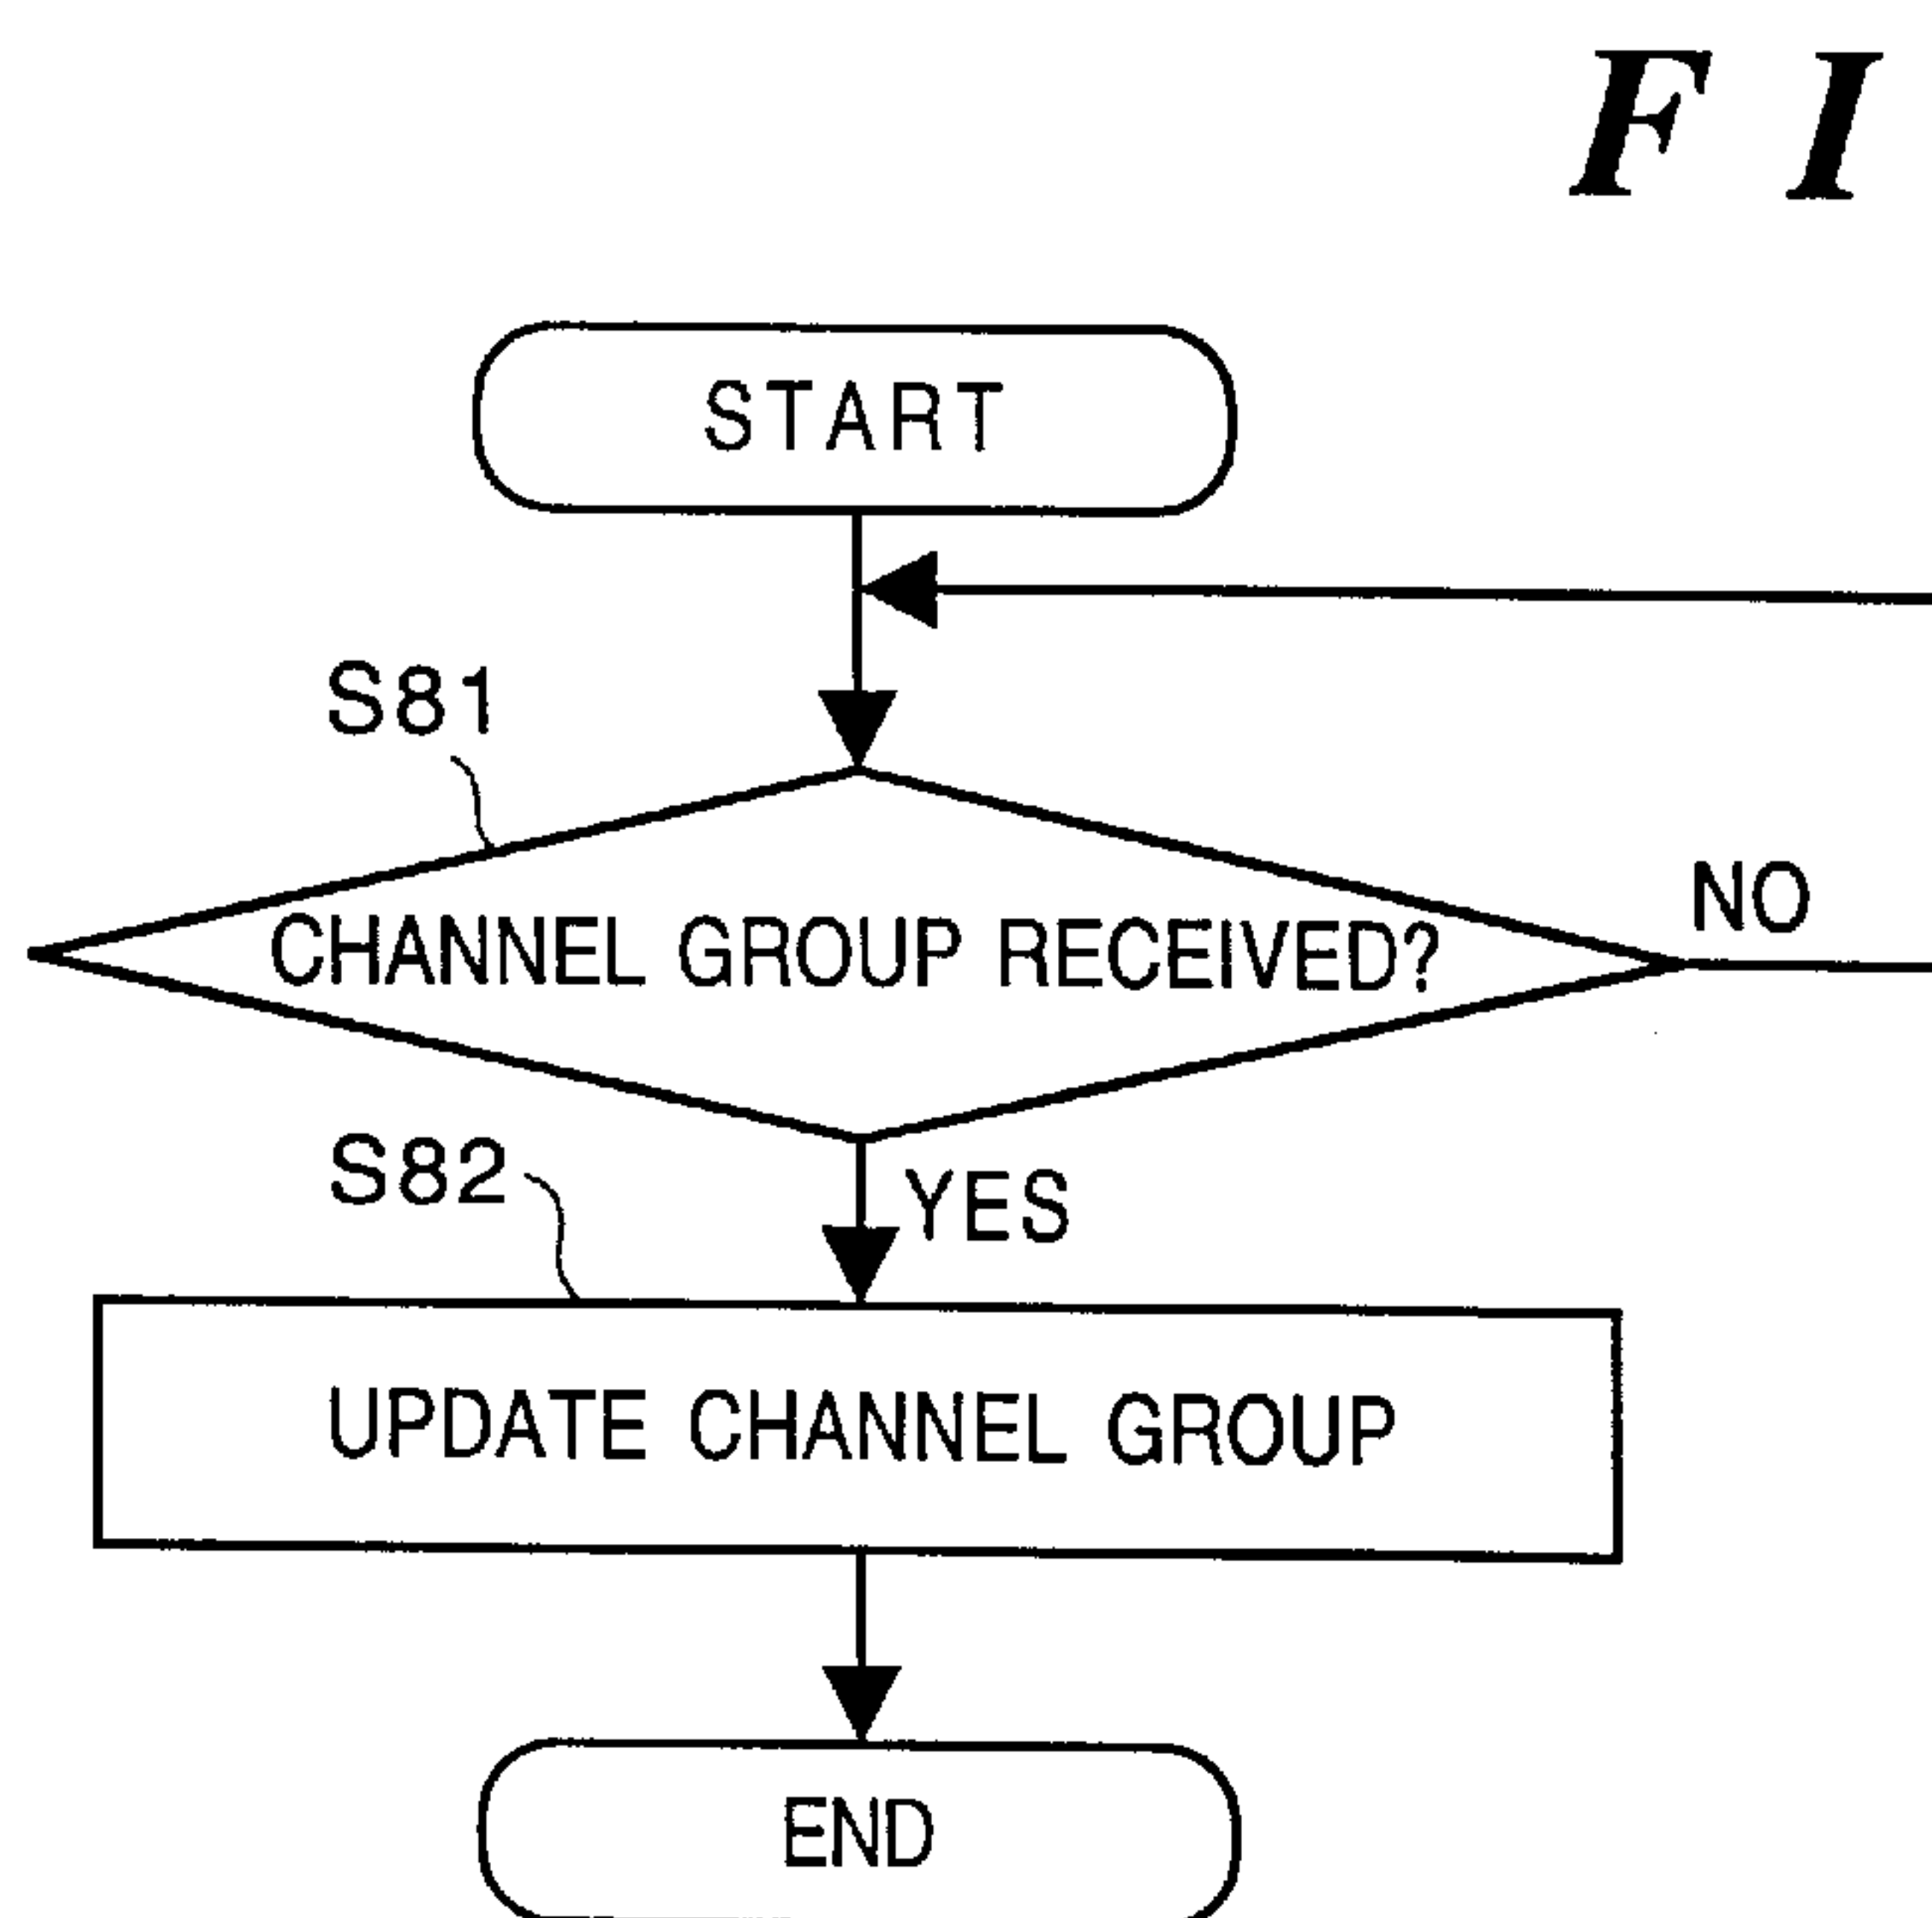 F I
START
S81
CHANNEL GROUP RECEIVED?
NO
S82
YES
UPDATE CHANNEL GROUP
END